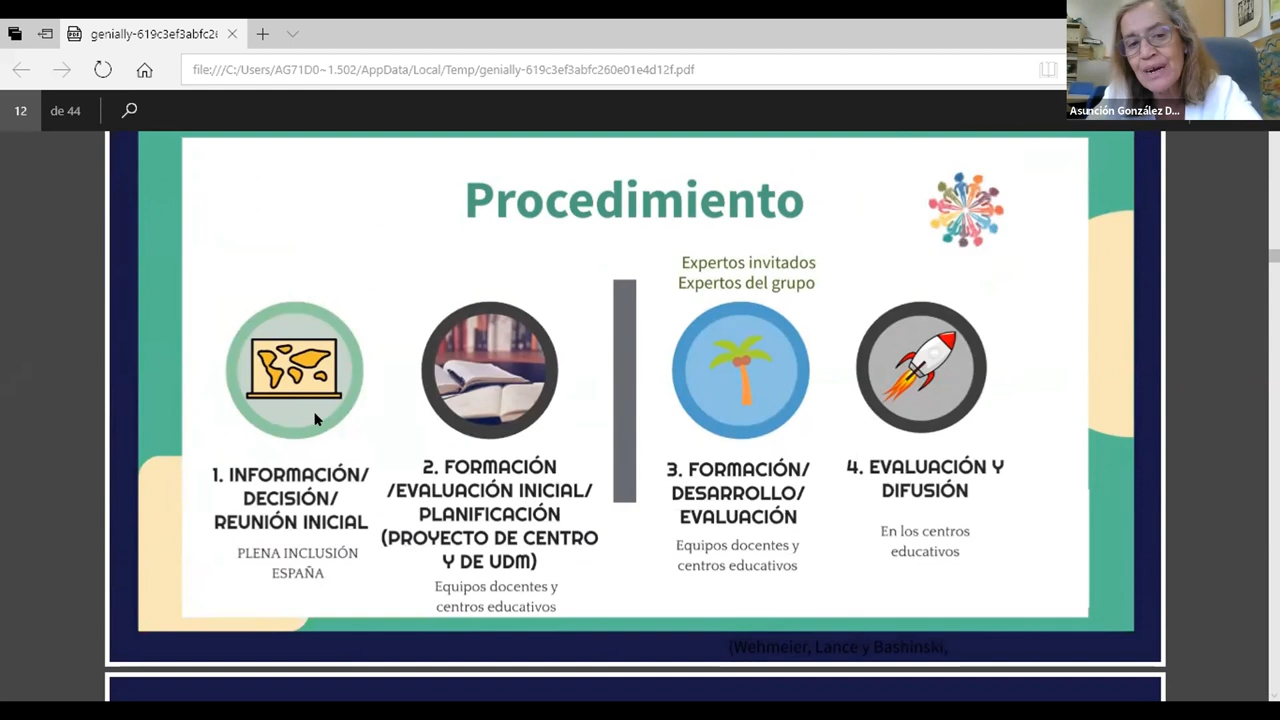 genially-619c3ef3abfc2
file:///C:/Users/AG71D0~1.502/AppData/Local/Temp/genially-619c3ef3abfc260e01e4d12f.pdf
Asunción González D...
12 de 44
Procedimiento
Expertos invitados
Expertos del grupo
1. INFORMACIÓN/
DECISIÓN/
REUNIÓN INICIAL
PLENA INCLUSIÓN
ESPAÑA
2. FORMACIÓN
/EVALUACIÓN INICIAL/
PLANIFICACIÓN
(PROYECTO DE CENTRO
Y DE UDM)
Equipos docentes y
centros educativos
3. FORMACIÓN/
DESARROLLO/
EVALUACIÓN
Equipos docentes y
centros educativos
4. EVALUACIÓN Y
DIFUSIÓN
En los centros
educativos
(Wehmeier, Lance y Bashinski,